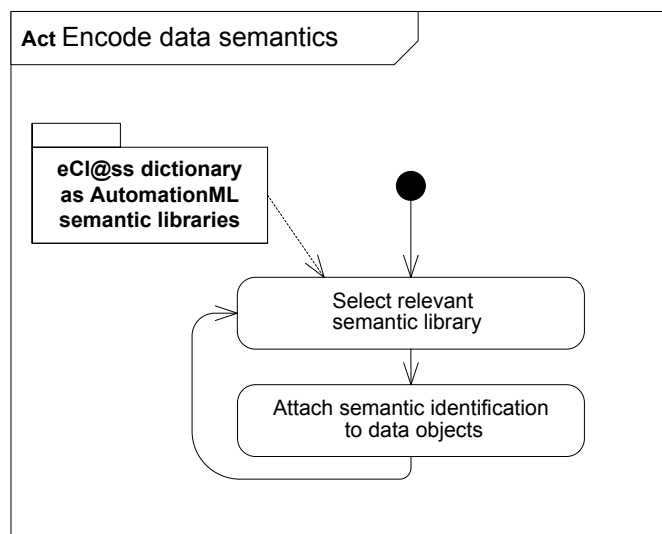 Act Encode data semantics
eCl@ss dictionary
as AutomationML
semantic libraries
Select relevant
semantic library
Attach semantic identification
to data objects